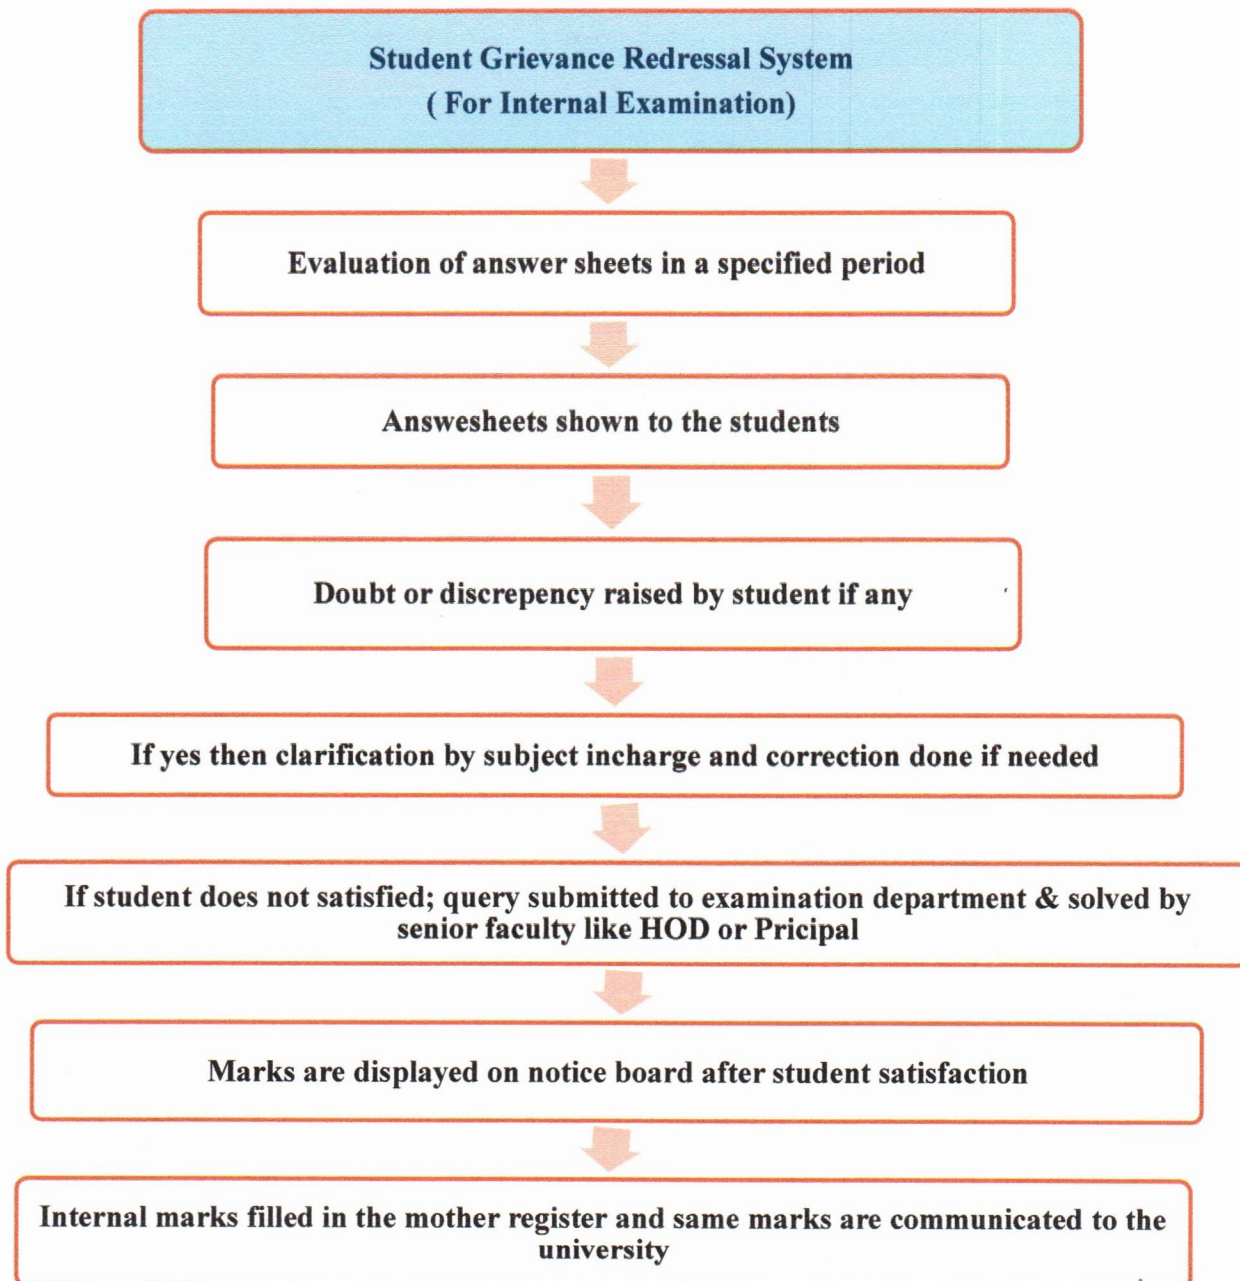 Student Grievance Redressal System
( For Internal Examination)
Evaluation of answer sheets in a specified period
Answesheets shown to the students
Doubt or discrepency raised by student if any
If yes then clarification by subject incharge and correction done if needed
If student does not satisfied; query submitted to examination department & solved by
senior faculty like HOD or Pricipal
Marks are displayed on notice board after student satisfaction
Internal marks filled in the mother register and same marks are communicated to the
university